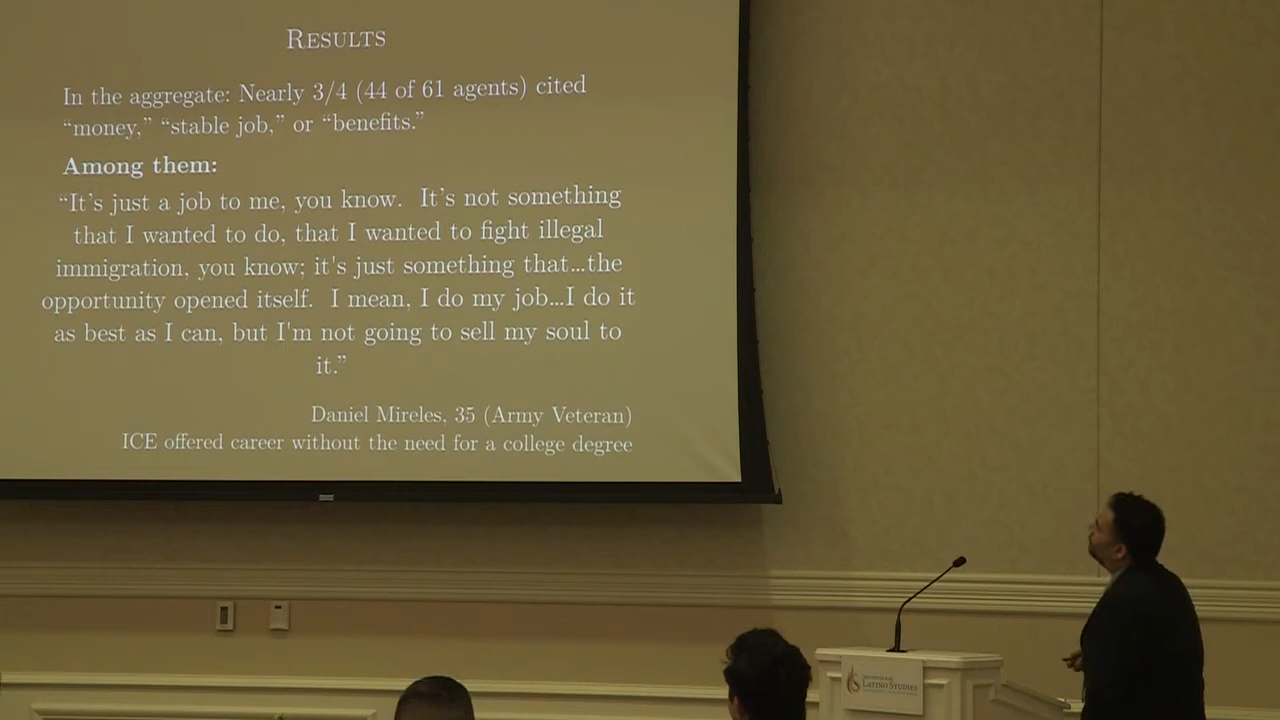 RESULTS
In the aggregate: Nearly 3/4 (44 of 61 agents) cited
“money,” “stable job,” or “benefits.”
Among them:
“It's just a job to me, you know. It's not something
that I wanted to do, that I wanted to fight illegal
immigration, you know; it's just something that...the
opportunity opened itself. I mean, I do my job...I do it
as best as I can, but I'm not going to sell my soul to
it.”
Daniel Mireles, 35 (Army Veteran)
ICE offered career without the need for a college degree
INSTITUTE FOR
LATINO STUDIES